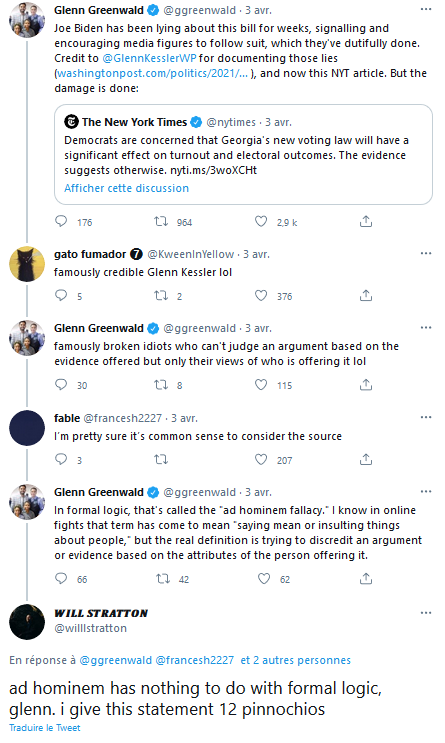 Glenn Greenwald @ggreenwald · 3 avr.
Joe Biden has been lying about this bill for weeks, signalling and
encouraging media figures to follow suit, which they've dutifully done.
Credit to @GlennKesslerWP for documenting those lies
(washingtonpost.com/politics/2021/... ), and now this NYT article. But the
damage is done:
The New York Times @nytimes · 3 avr.
Democrats are concerned that Georgia's new voting law will have a
significant effect on turnout and electoral outcomes. The evidence
suggests otherwise. nyti.ms/3woXCHt
Afficher cette discussion
176 964 2,9 k
gato fumador 7 @KweenInYellow · 3 avr.
famously credible Glenn Kessler lol
5 2 376
Glenn Greenwald @ggreenwald · 3 avr.
famously broken idiots who can't judge an argument based on the
evidence offered but only their views of who is offering it lol
30 8 115
fable @francesh2227 · 3 avr.
I'm pretty sure it's common sense to consider the source
3 207
Glenn Greenwald @ggreenwald · 3 avr.
In formal logic, that's called the "ad hominem fallacy." I know in online
fights that term has come to mean "saying mean or insulting things
about people," but the real definition is trying to discredit an argument
or evidence based on the attributes of the person offering it.
66 42 62
WILL STRATTON
@willlstratton
En réponse à @ggreenwald @francesh2227 et 2 autres personnes
ad hominem has nothing to do with formal logic,
glenn. i give this statement 12 pinnochios
Traduire le Tweet